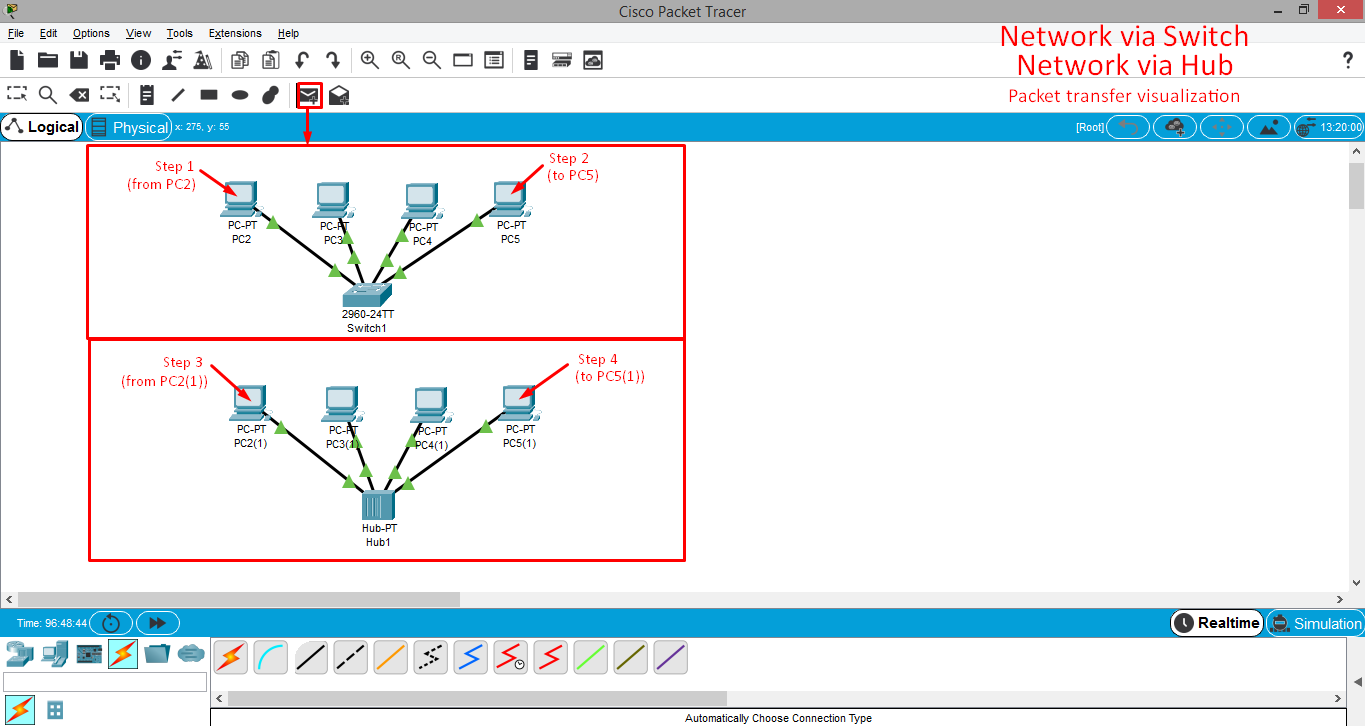 Cisco Packet Tracer
File Edit Options View Tools Extensions Help
Network via Switch
Network via Hub
Packet transfer visualization
?
Logical Physical x: 275, y: 55 [Root] 13:20:00
Step 1
(from PC2)
Step 2
(to PC5)
PC-PT
PC2
PC-PT
PC3
PC-PT
PC4
PC-PT
PC5
2960-24TT
Switch1
Step 3
(from PC2(1))
Step 4
(to PC5(1))
PC-PT
PC2(1)
PC-PT
PC3(1)
PC-PT
PC4(1)
PC-PT
PC5(1)
Hub-PT
Hub1
Time: 96:48:44 Realtime Simulation
Automatically Choose Connection Type